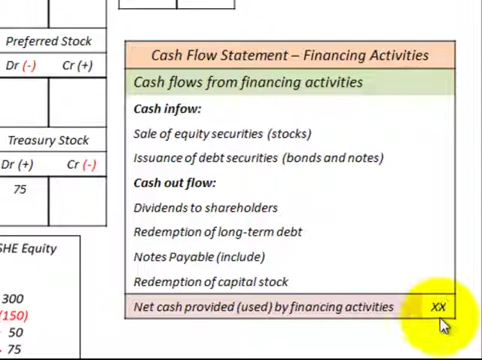 Preferred Stock
Dr (-) Cr (+)
Treasury Stock
Dr (+) Cr (-)
75
SHE Equity
300
(150)
50
75
Cash Flow Statement – Financing Activities
Cash flows from financing activities
Cash infow:
Sale of equity securities (stocks)
Issuance of debt securities (bonds and notes)
Cash out flow:
Dividends to shareholders
Redemption of long-term debt
Notes Payable (include)
Redemption of capital stock
Net cash provided (used) by financing activities Xx